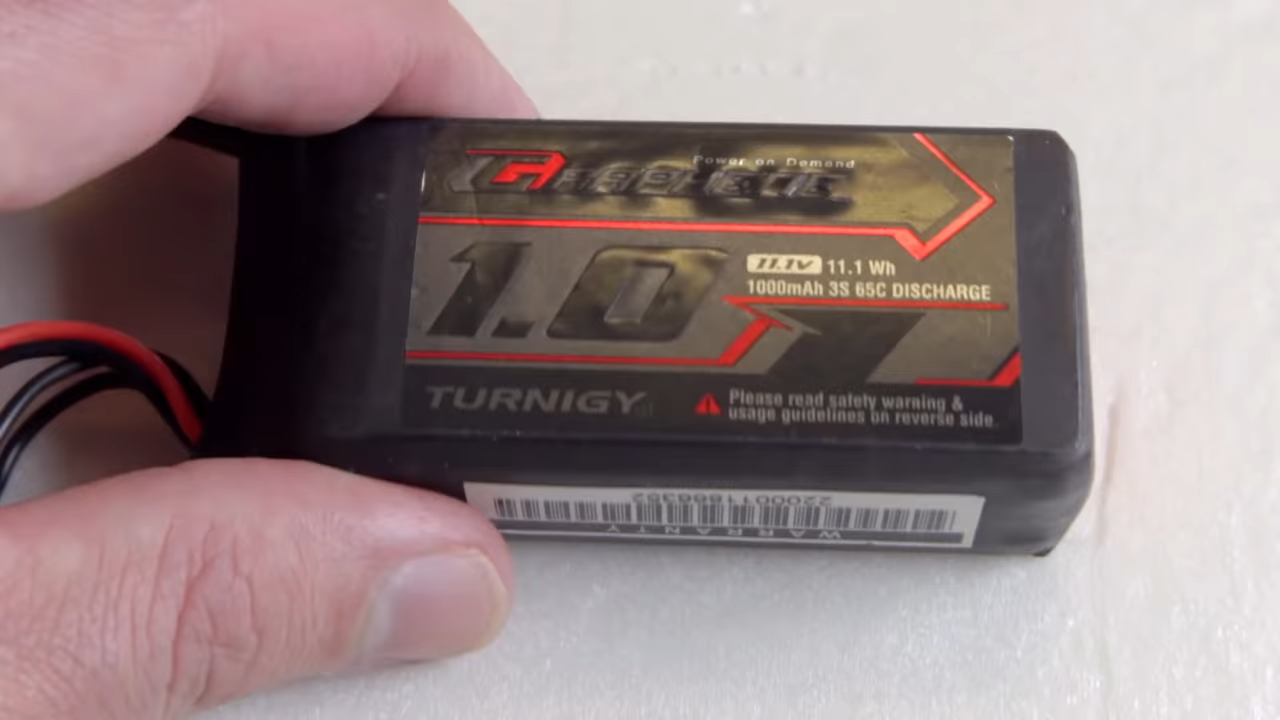 Power on Demand
GRAPHENE
1.0
11.1V 11.1 Wh
1000mAh 3S 65C DISCHARGE
TURNIGY
Please read safety warning &
usage guidelines on reverse side.
WARRANTY